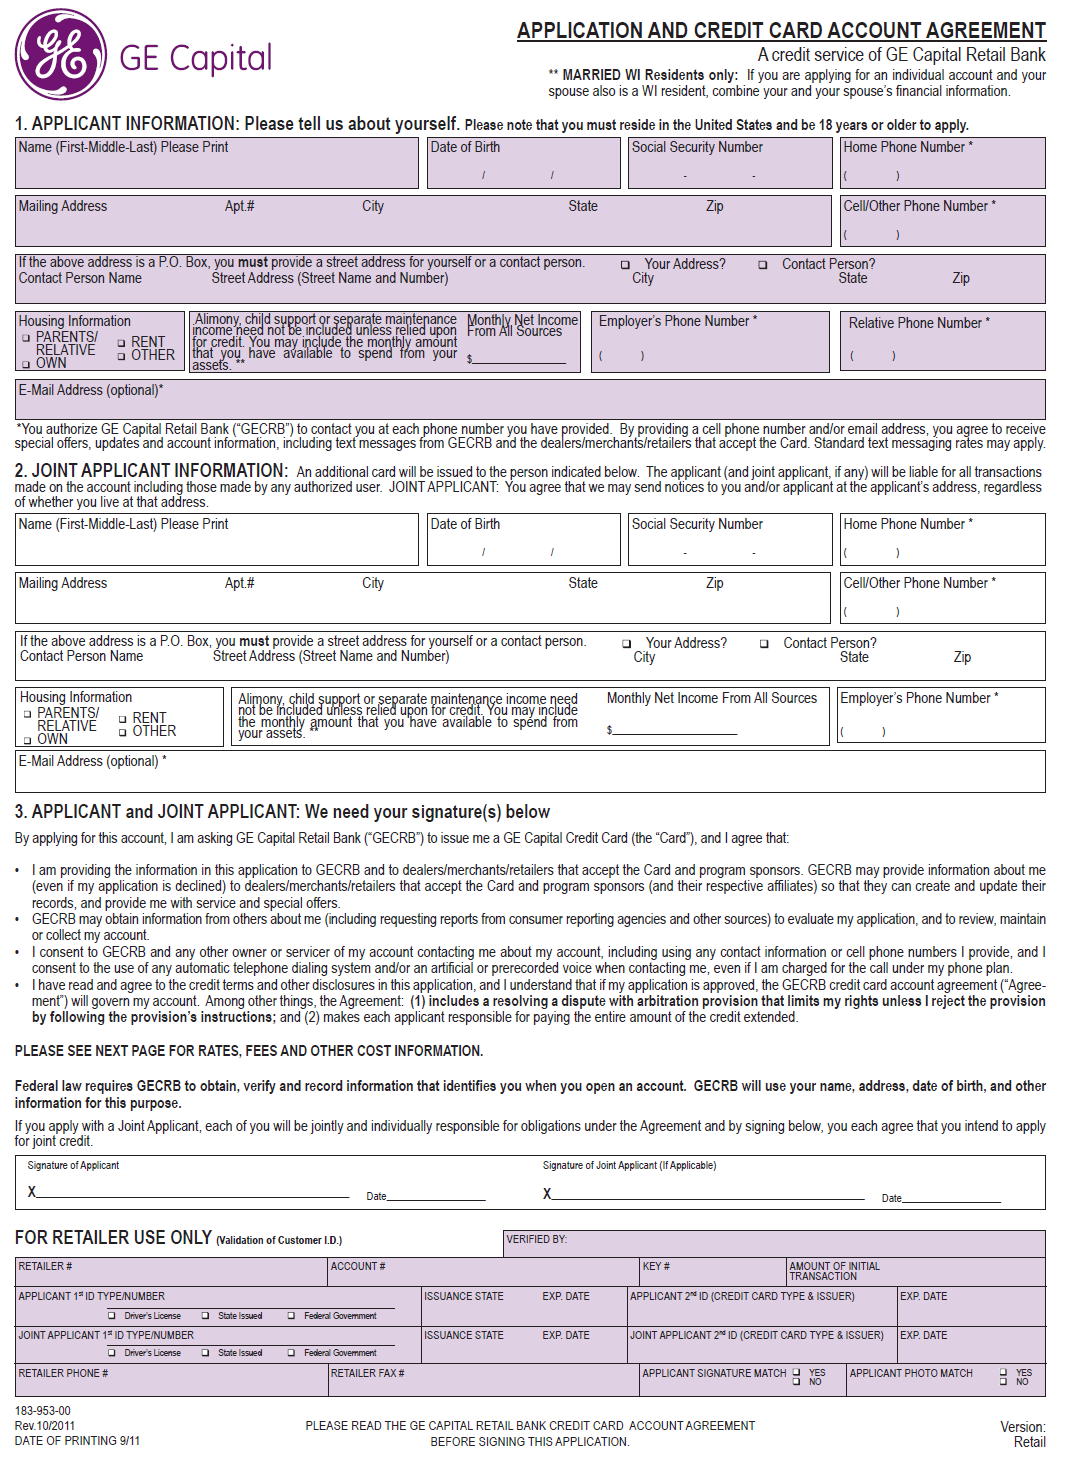 GE Capital
APPLICATION AND CREDIT CARD ACCOUNT AGREEMENT
A credit service of GE Capital Retail Bank
** MARRIED WI Residents only: If you are applying for an individual account and your
spouse also is a WI resident, combine your and your spouse's financial information.
1. APPLICANT INFORMATION: Please tell us about yourself. Please note that you must reside in the United States and be 18 years or older to apply.
Name (First-Middle-Last) Please Print Date of Birth Social Security Number Home Phone Number *
/ / - - ( )
Mailing Address Apt.# City State Zip Cell/Other Phone Number *
( )
If the above address is a P.O. Box, you must provide a street address for yourself or a contact person. ❑ Your Address? ❑ Contact Person?
Contact Person Name Street Address (Street Name and Number) City State Zip
Housing Information
❑ PARENTS/
RELATIVE
❑ OWN
❑ RENT
❑ OTHER
Alimony, child support or separate maintenance
income need not be included unless relied upon
for credit. You may include the monthly amount
that you have available to spend from your
assets. **
Monthly Net Income
From All Sources
$
Employer's Phone Number *
( )
Relative Phone Number *
( )
E-Mail Address (optional)*
*You authorize GE Capital Retail Bank ("GECRB") to contact you at each phone number you have provided. By providing a cell phone number and/or email address, you agree to receive
special offers, updates and account information, including text messages from GECRB and the dealers/merchants/retailers that accept the Card. Standard text messaging rates may apply.
2. JOINT APPLICANT INFORMATION: An additional card will be issued to the person indicated below. The applicant (and joint applicant, if any) will be liable for all transactions
made on the account including those made by any authorized user. JOINT APPLICANT: You agree that we may send notices to you and/or applicant at the applicant's address, regardless
of whether you live at that address.
Name (First-Middle-Last) Please Print Date of Birth Social Security Number Home Phone Number *
/ / - - ( )
Mailing Address Apt.# City State Zip Cell/Other Phone Number *
( )
If the above address is a P.O. Box, you must provide a street address for yourself or a contact person. ❑ Your Address? ❑ Contact Person?
Contact Person Name Street Address (Street Name and Number) City State Zip
Housing Information
❑ PARENTS/
RELATIVE
❑ OWN
❑ RENT
❑ OTHER
Alimony, child support or separate maintenance income need
not be included unless relied upon for credit. You may include
the monthly amount that you have available to spend from
your assets. **
Monthly Net Income From All Sources
$
Employer's Phone Number *
( )
E-Mail Address (optional) *
3. APPLICANT and JOINT APPLICANT: We need your signature(s) below
By applying for this account, I am asking GE Capital Retail Bank ("GECRB") to issue me a GE Capital Credit Card (the "Card"), and I agree that:
• I am providing the information in this application to GECRB and to dealers/merchants/retailers that accept the Card and program sponsors. GECRB may provide information about me
(even if my application is declined) to dealers/merchants/retailers that accept the Card and program sponsors (and their respective affiliates) so that they can create and update their
records, and provide me with service and special offers.
• GECRB may obtain information from others about me (including requesting reports from consumer reporting agencies and other sources) to evaluate my application, and to review, maintain
or collect my account.
• I consent to GECRB and any other owner or servicer of my account contacting me about my account, including using any contact information or cell phone numbers I provide, and I
consent to the use of any automatic telephone dialing system and/or an artificial or prerecorded voice when contacting me, even if I am charged for the call under my phone plan.
• I have read and agree to the credit terms and other disclosures in this application, and I understand that if my application is approved, the GECRB credit card account agreement ("Agree-
ment") will govern my account. Among other things, the Agreement: (1) includes a resolving a dispute with arbitration provision that limits my rights unless I reject the provision
by following the provision's instructions; and (2) makes each applicant responsible for paying the entire amount of the credit extended.
PLEASE SEE NEXT PAGE FOR RATES, FEES AND OTHER COST INFORMATION.
Federal law requires GECRB to obtain, verify and record information that identifies you when you open an account. GECRB will use your name, address, date of birth, and other
information for this purpose.
If you apply with a Joint Applicant, each of you will be jointly and individually responsible for obligations under the Agreement and by signing below, you each agree that you intend to apply
for joint credit.
Signature of Applicant Signature of Joint Applicant (If Applicable)
X Date X Date
FOR RETAILER USE ONLY (Validation of Customer I.D.) VERIFIED BY:
RETAILER # ACCOUNT # KEY # AMOUNT OF INITIAL
TRANSACTION
APPLICANT 1st ID TYPE/NUMBER ISSUANCE STATE EXP. DATE APPLICANT 2nd ID (CREDIT CARD TYPE & ISSUER) EXP. DATE
❑ Driver's License ❑ State Issued ❑ Federal Government
JOINT APPLICANT 1st ID TYPE/NUMBER ISSUANCE STATE EXP. DATE JOINT APPLICANT 2nd ID (CREDIT CARD TYPE & ISSUER) EXP. DATE
❑ Driver's License ❑ State Issued ❑ Federal Government
RETAILER PHONE # RETAILER FAX # APPLICANT SIGNATURE MATCH ❑ YES APPLICANT PHOTO MATCH ❑ YES
❑ NO ❑ NO
183-953-00
Rev.10/2011
DATE OF PRINTING 9/11
PLEASE READ THE GE CAPITAL RETAIL BANK CREDIT CARD ACCOUNT AGREEMENT
BEFORE SIGNING THIS APPLICATION.
Version:
Retail